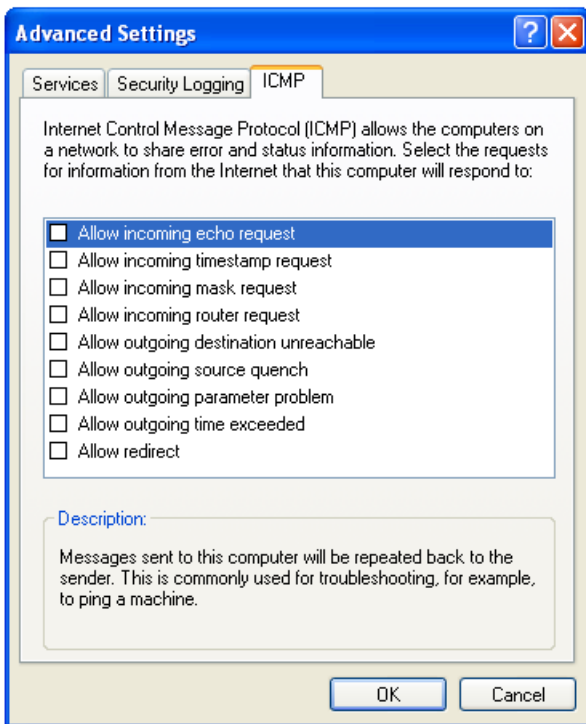 Advanced Settings
Services Security Logging ICMP
Internet Control Message Protocol (ICMP) allows the computers on
a network to share error and status information. Select the requests
for information from the Internet that this computer will respond to:
Allow incoming echo request
Allow incoming timestamp request
Allow incoming mask request
Allow incoming router request
Allow outgoing destination unreachable
Allow outgoing source quench
Allow outgoing parameter problem
Allow outgoing time exceeded
Allow redirect
Description:
Messages sent to this computer will be repeated back to the
sender. This is commonly used for troubleshooting, for example,
to ping a machine.
OK Cancel